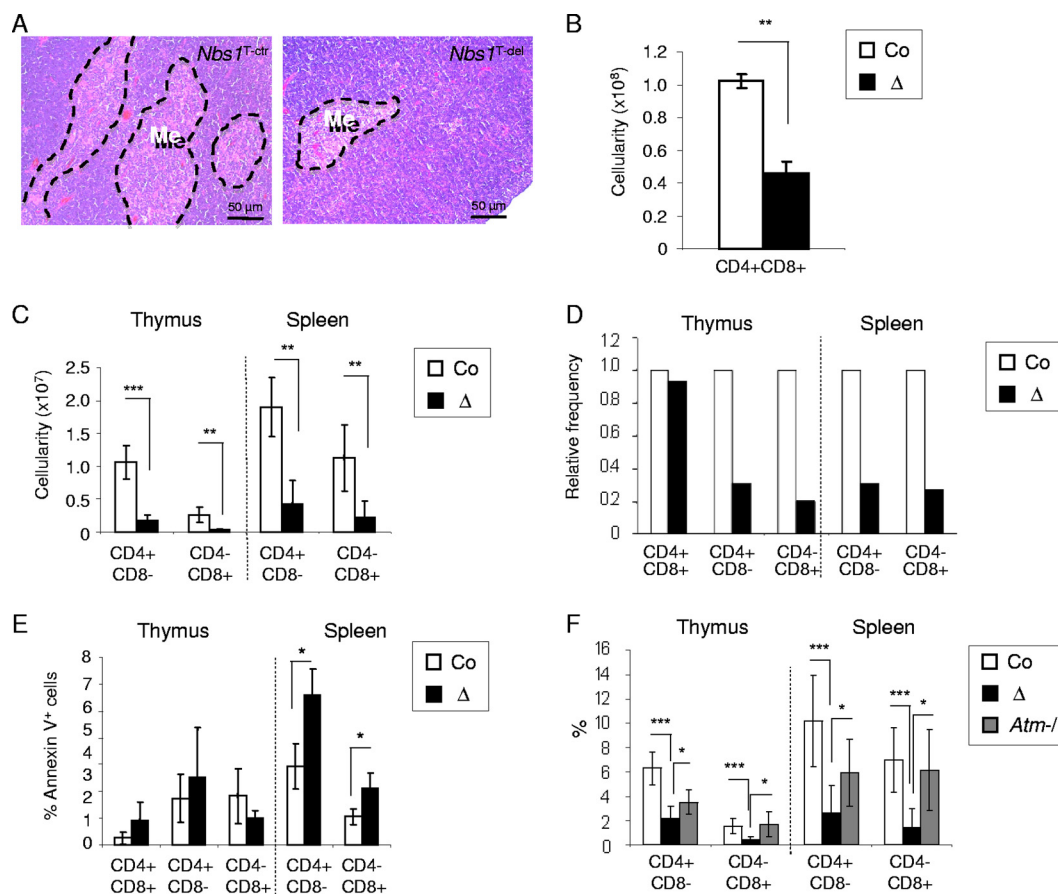 A
Nbs1T-ctr
Me
50 µm
Nbs1T-del
Me
50 µm
B
**
Co
Δ
Cellularity (x10⁸)
1.2
1.0
0.8
0.6
0.4
0.2
0
CD4+CD8+
C
Thymus
Spleen
Co
Δ
Cellularity (x10⁷)
2.5
2.0
1.5
1.0
0.5
0
***
**
**
**
CD4+
CD8-
CD4-
CD8+
CD4+
CD8-
CD4-
CD8+
D
Thymus
Spleen
Co
Δ
Relative frequency
1.2
1.0
0.8
0.6
0.4
0.2
0
CD4+
CD8+
CD4+
CD8-
CD4-
CD8+
CD4+
CD8-
CD4-
CD8+
E
Thymus
Spleen
Co
Δ
% Annexin V⁺ cells
8
7
6
5
4
3
2
1
0
*
*
CD4+
CD8+
CD4+
CD8-
CD4-
CD8+
CD4+
CD8-
CD4-
CD8+
F
Thymus
Spleen
Co
Δ
Atm-/
%
16
14
12
10
8
6
4
2
0
***
*
***
*
***
*
***
*
CD4+
CD8-
CD4-
CD8+
CD4+
CD8-
CD4-
CD8+